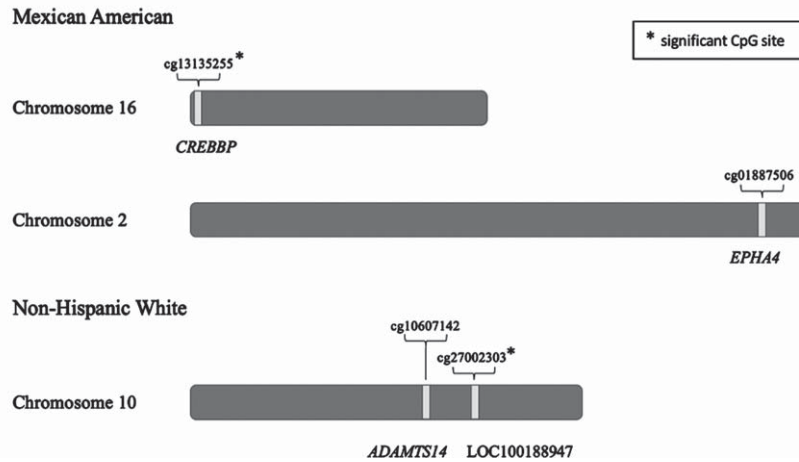 Mexican American
* significant CpG site
cg13135255*
Chromosome 16
CREBBP
cg01887506
Chromosome 2
EPHA4
Non-Hispanic White
cg10607142
cg27002303*
Chromosome 10
ADAMTS14 LOC100188947